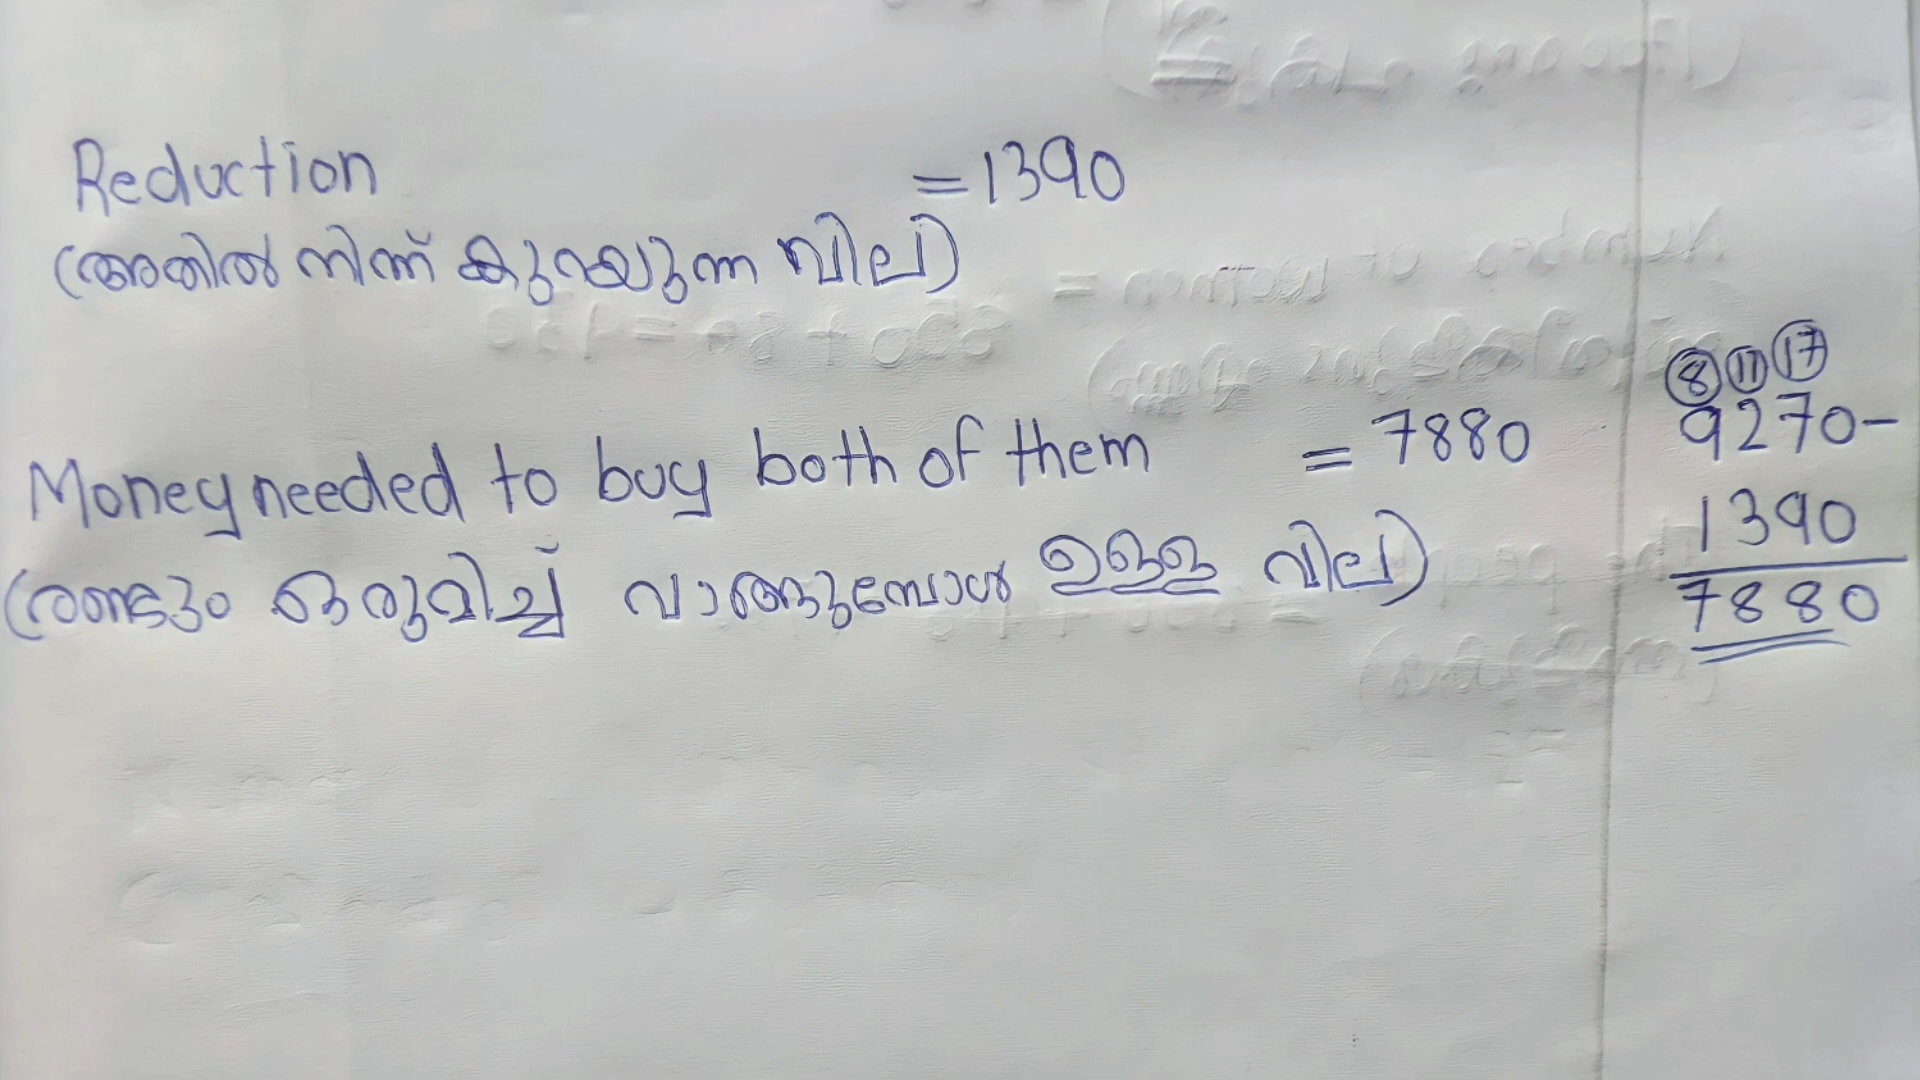 Reduction = 1390
(അതിൽ നിന്ന് കുറയുന്ന വില)
Money needed to buy both of them = 7880
(രണ്ടും ഒരുമിച്ച് വാങ്ങുമ്പോൾ ഉള്ള വില)
8 11 17
9270-
1390
7880